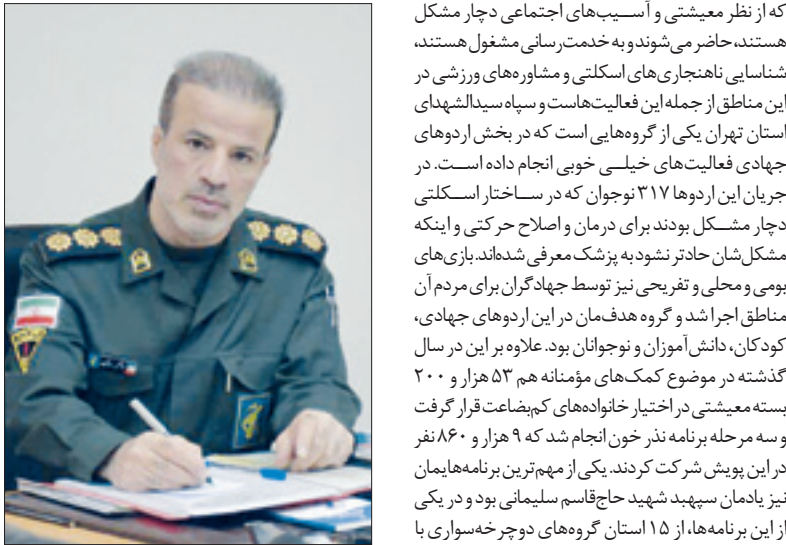 که از نظر معیشتی و آسیب‌های اجتماعی دچار مشکل
هستند، حاضر می‌شوند و به خدمت‌رسانی مشغول هستند،
شناسایی ناهنجاری‌های اسکلتی و مشاوره‌های ورزشی در
این مناطق از جمله این فعالیت‌هاست و سپاه سیدالشهدای
استان تهران یکی از گروه‌هایی است که در بخش اردوهای
جهادی فعالیت‌های خیلی خوبی انجام داده است. در
جریان این اردوها ۳۱۷ نوجوان که در ساختار اسکلتی
دچار مشکل بودند برای درمان و اصلاح حرکتی و اینکه
مشکل‌شان حادتر نشود به پزشک معرفی شده‌اند. بازی‌های
بومی و محلی و تفریحی نیز توسط جهادگران برای مردم آن
مناطق اجرا شد و گروه هدف‌مان در این اردوهای جهادی،
کودکان، دانش‌آموزان و نوجوانان بود. علاوه بر این در سال
گذشته در موضوع کمک‌های مؤمنانه هم ۵۳ هزار و ۲۰۰
بسته معیشتی در اختیار خانواده‌های کم‌بضاعت قرار گرفت
و سه مرحله برنامه نذر خون انجام شد که ۹ هزار و ۸۶۰ نفر
در این پویش شرکت کردند. یکی از مهم‌ترین برنامه‌هایمان
نیز یادمان سپهبد شهید حاج‌قاسم سلیمانی بود و در یکی
از این برنامه‌ها، از ۱۵ استان گروه‌های دوچرخه‌سواری با